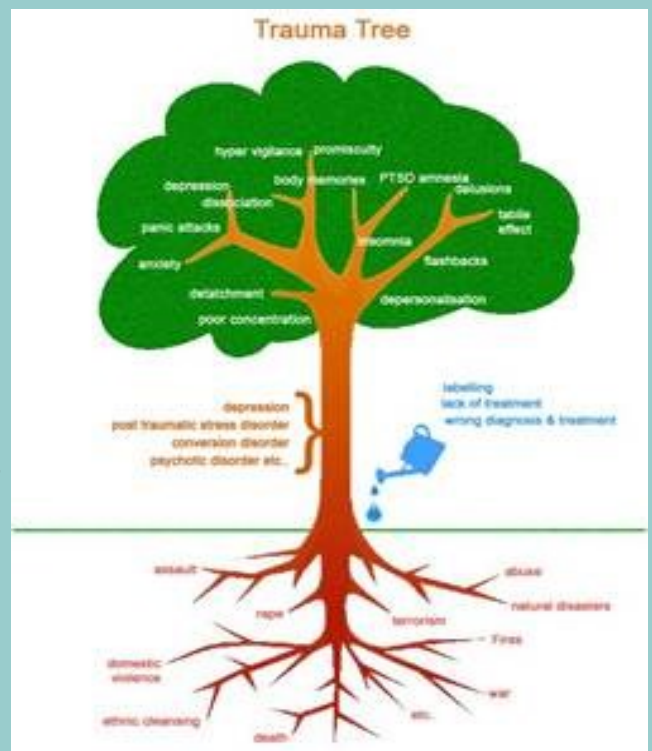 Trauma Tree
hyper vigilance promiscuity
body memories PTSD amnesia
depression delusions
dissociation
tabile
effect
panic attacks
insomnia
anxiety flashbacks
detatchment depersonalisation
poor concentration
labelling
lack of treatment
wrong diagnosis & treatment
depression
post traumatic stress disorder
conversion disorder
psychotic disorder etc..
assault abuse
rape terrorism natural disasters
domestic
violence
Fires
ethnic cleansing war
etc.
death